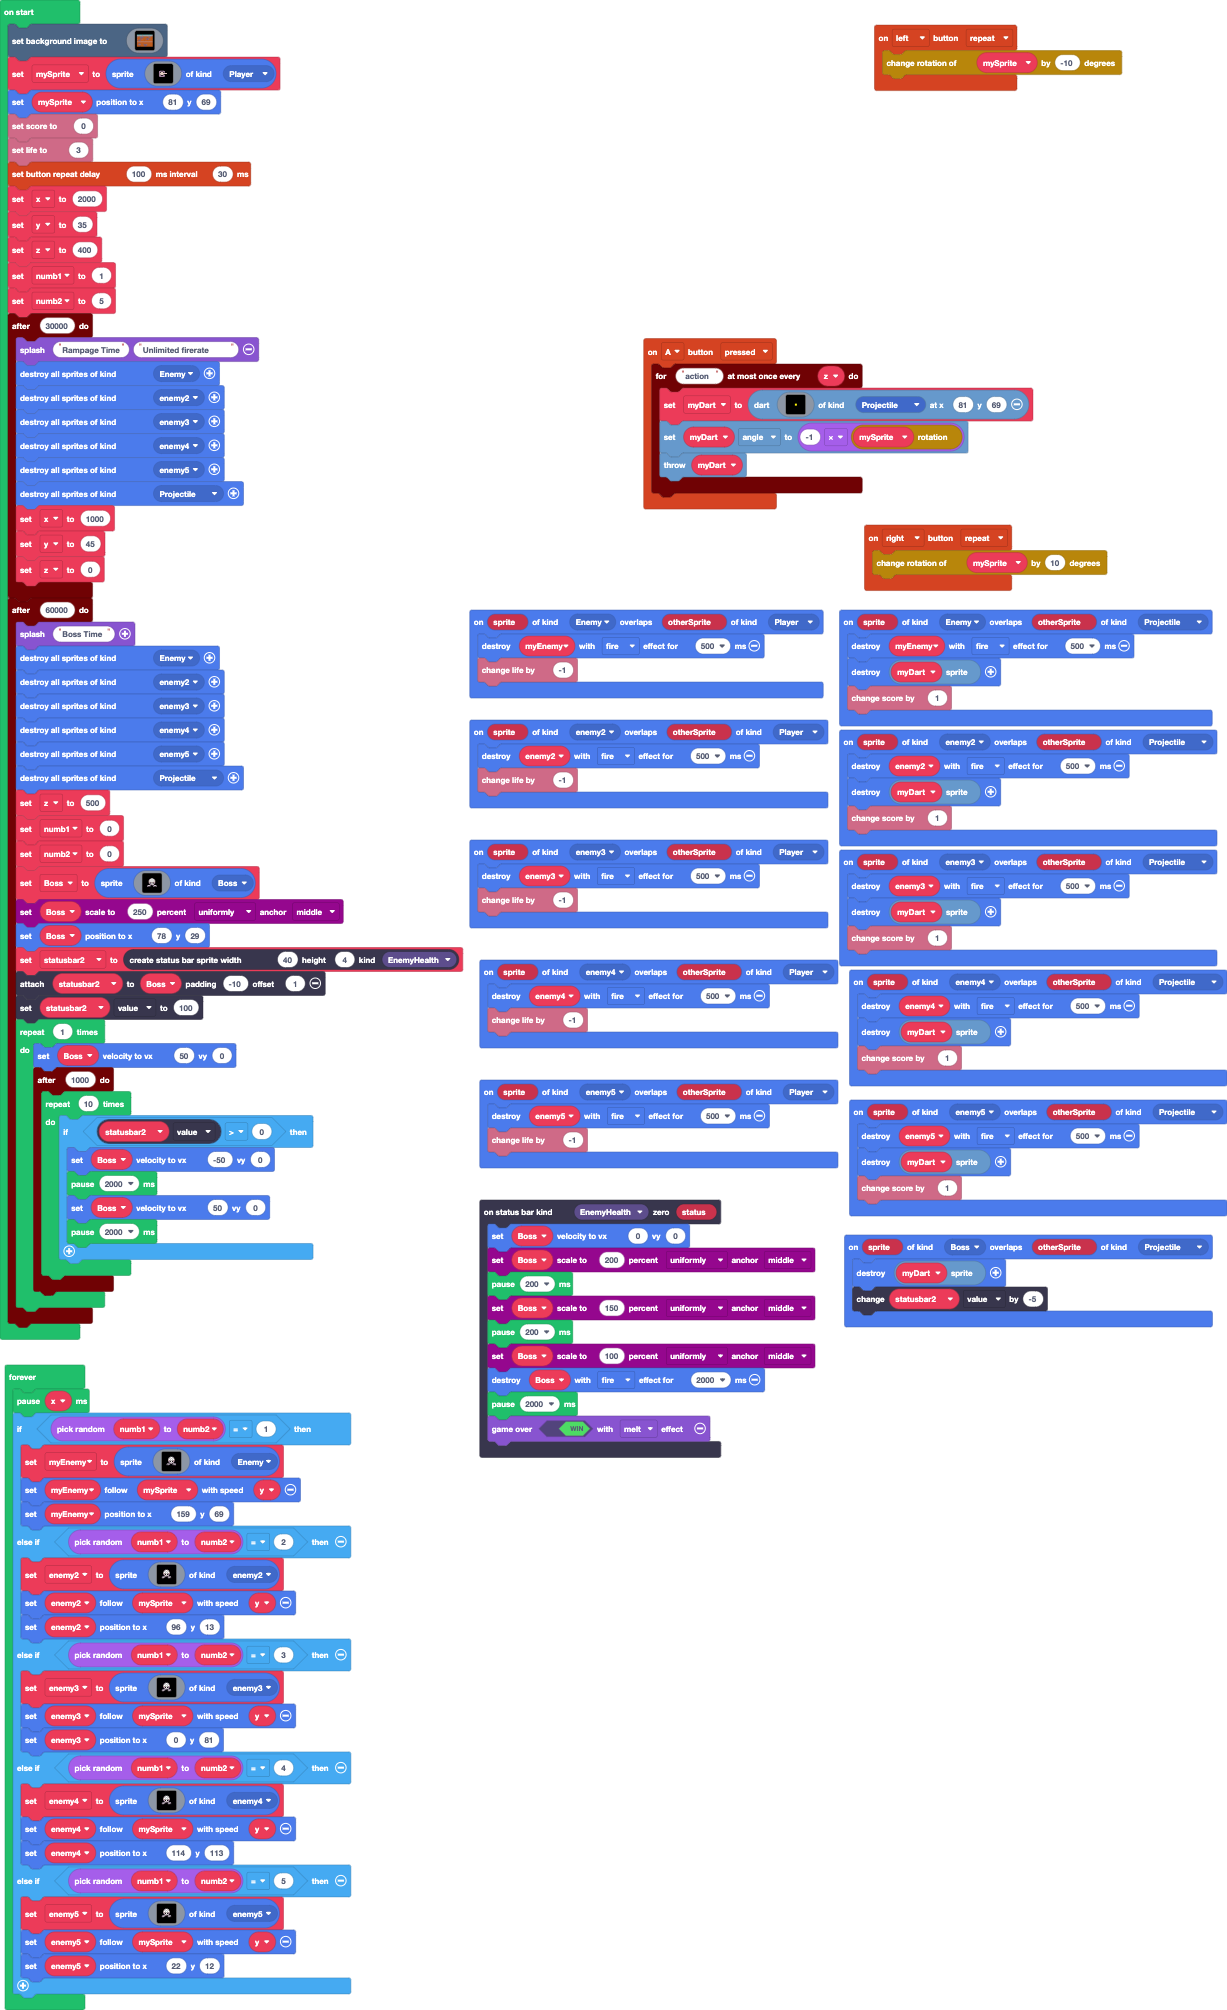 on start
set background image to
set mySprite to sprite of kind Player
set mySprite position to x 81 y 69
set score to 0
set life to 3
set button repeat delay 100 ms interval 30 ms
set x to 2000
set y to 35
set z to 400
set numb1 to 1
set numb2 to 5
after 30000 do
splash "Rampage Time" "Unlimited firerate"
destroy all sprites of kind Enemy
destroy all sprites of kind enemy2
destroy all sprites of kind enemy3
destroy all sprites of kind enemy4
destroy all sprites of kind enemy5
destroy all sprites of kind Projectile
set x to 1000
set y to 45
set z to 0
after 60000 do
splash "Boss Time"
destroy all sprites of kind Enemy
destroy all sprites of kind enemy2
destroy all sprites of kind enemy3
destroy all sprites of kind enemy4
destroy all sprites of kind enemy5
destroy all sprites of kind Projectile
set z to 500
set numb1 to 0
set numb2 to 0
set Boss to sprite of kind Boss
set Boss scale to 250 percent uniformly anchor middle
set Boss position to x 78 y 29
set statusbar2 to create status bar sprite width 40 height 4 kind EnemyHealth
attach statusbar2 to Boss padding -10 offset 1
set statusbar2 value to 100
repeat 1 times
do set Boss velocity to vx 50 vy 0
after 1000 do
repeat 10 times
do
if statusbar2 value > 0 then
set Boss velocity to vx -50 vy 0
pause 2000 ms
set Boss velocity to vx 50 vy 0
pause 2000 ms
forever
pause x ms
if pick random numb1 to numb2 = 1 then
set myEnemy to sprite of kind Enemy
set myEnemy follow mySprite with speed y
set myEnemy position to x 159 y 69
else if pick random numb1 to numb2 = 2 then
set enemy2 to sprite of kind enemy2
set enemy2 follow mySprite with speed y
set enemy2 position to x 96 y 13
else if pick random numb1 to numb2 = 3 then
set enemy3 to sprite of kind enemy3
set enemy3 follow mySprite with speed y
set enemy3 position to x 0 y 81
else if pick random numb1 to numb2 = 4 then
set enemy4 to sprite of kind enemy4
set enemy4 follow mySprite with speed y
set enemy4 position to x 114 y 113
else if pick random numb1 to numb2 = 5 then
set enemy5 to sprite of kind enemy5
set enemy5 follow mySprite with speed y
set enemy5 position to x 22 y 12
on left button repeat
change rotation of mySprite by -10 degrees
on A button pressed
for "action" at most once every z do
set myDart to dart of kind Projectile at x 81 y 69
set myDart angle to -1 × mySprite rotation
throw myDart
on right button repeat
change rotation of mySprite by 10 degrees
on sprite of kind Enemy overlaps otherSprite of kind Player
destroy myEnemy with fire effect for 500 ms
change life by -1
on sprite of kind enemy2 overlaps otherSprite of kind Player
destroy enemy2 with fire effect for 500 ms
change life by -1
on sprite of kind enemy3 overlaps otherSprite of kind Player
destroy enemy3 with fire effect for 500 ms
change life by -1
on sprite of kind enemy4 overlaps otherSprite of kind Player
destroy enemy4 with fire effect for 500 ms
change life by -1
on sprite of kind enemy5 overlaps otherSprite of kind Player
destroy enemy5 with fire effect for 500 ms
change life by -1
on status bar kind EnemyHealth zero status
set Boss velocity to vx 0 vy 0
set Boss scale to 200 percent uniformly anchor middle
pause 200 ms
set Boss scale to 150 percent uniformly anchor middle
pause 200 ms
set Boss scale to 100 percent uniformly anchor middle
destroy Boss with fire effect for 2000 ms
pause 2000 ms
game over WIN with melt effect
on sprite of kind Enemy overlaps otherSprite of kind Projectile
destroy myEnemy with fire effect for 500 ms
destroy myDart sprite
change score by 1
on sprite of kind enemy2 overlaps otherSprite of kind Projectile
destroy enemy2 with fire effect for 500 ms
destroy myDart sprite
change score by 1
on sprite of kind enemy3 overlaps otherSprite of kind Projectile
destroy enemy3 with fire effect for 500 ms
destroy myDart sprite
change score by 1
on sprite of kind enemy4 overlaps otherSprite of kind Projectile
destroy enemy4 with fire effect for 500 ms
destroy myDart sprite
change score by 1
on sprite of kind enemy5 overlaps otherSprite of kind Projectile
destroy enemy5 with fire effect for 500 ms
destroy myDart sprite
change score by 1
on sprite of kind Boss overlaps otherSprite of kind Projectile
destroy myDart sprite
change statusbar2 value by -5